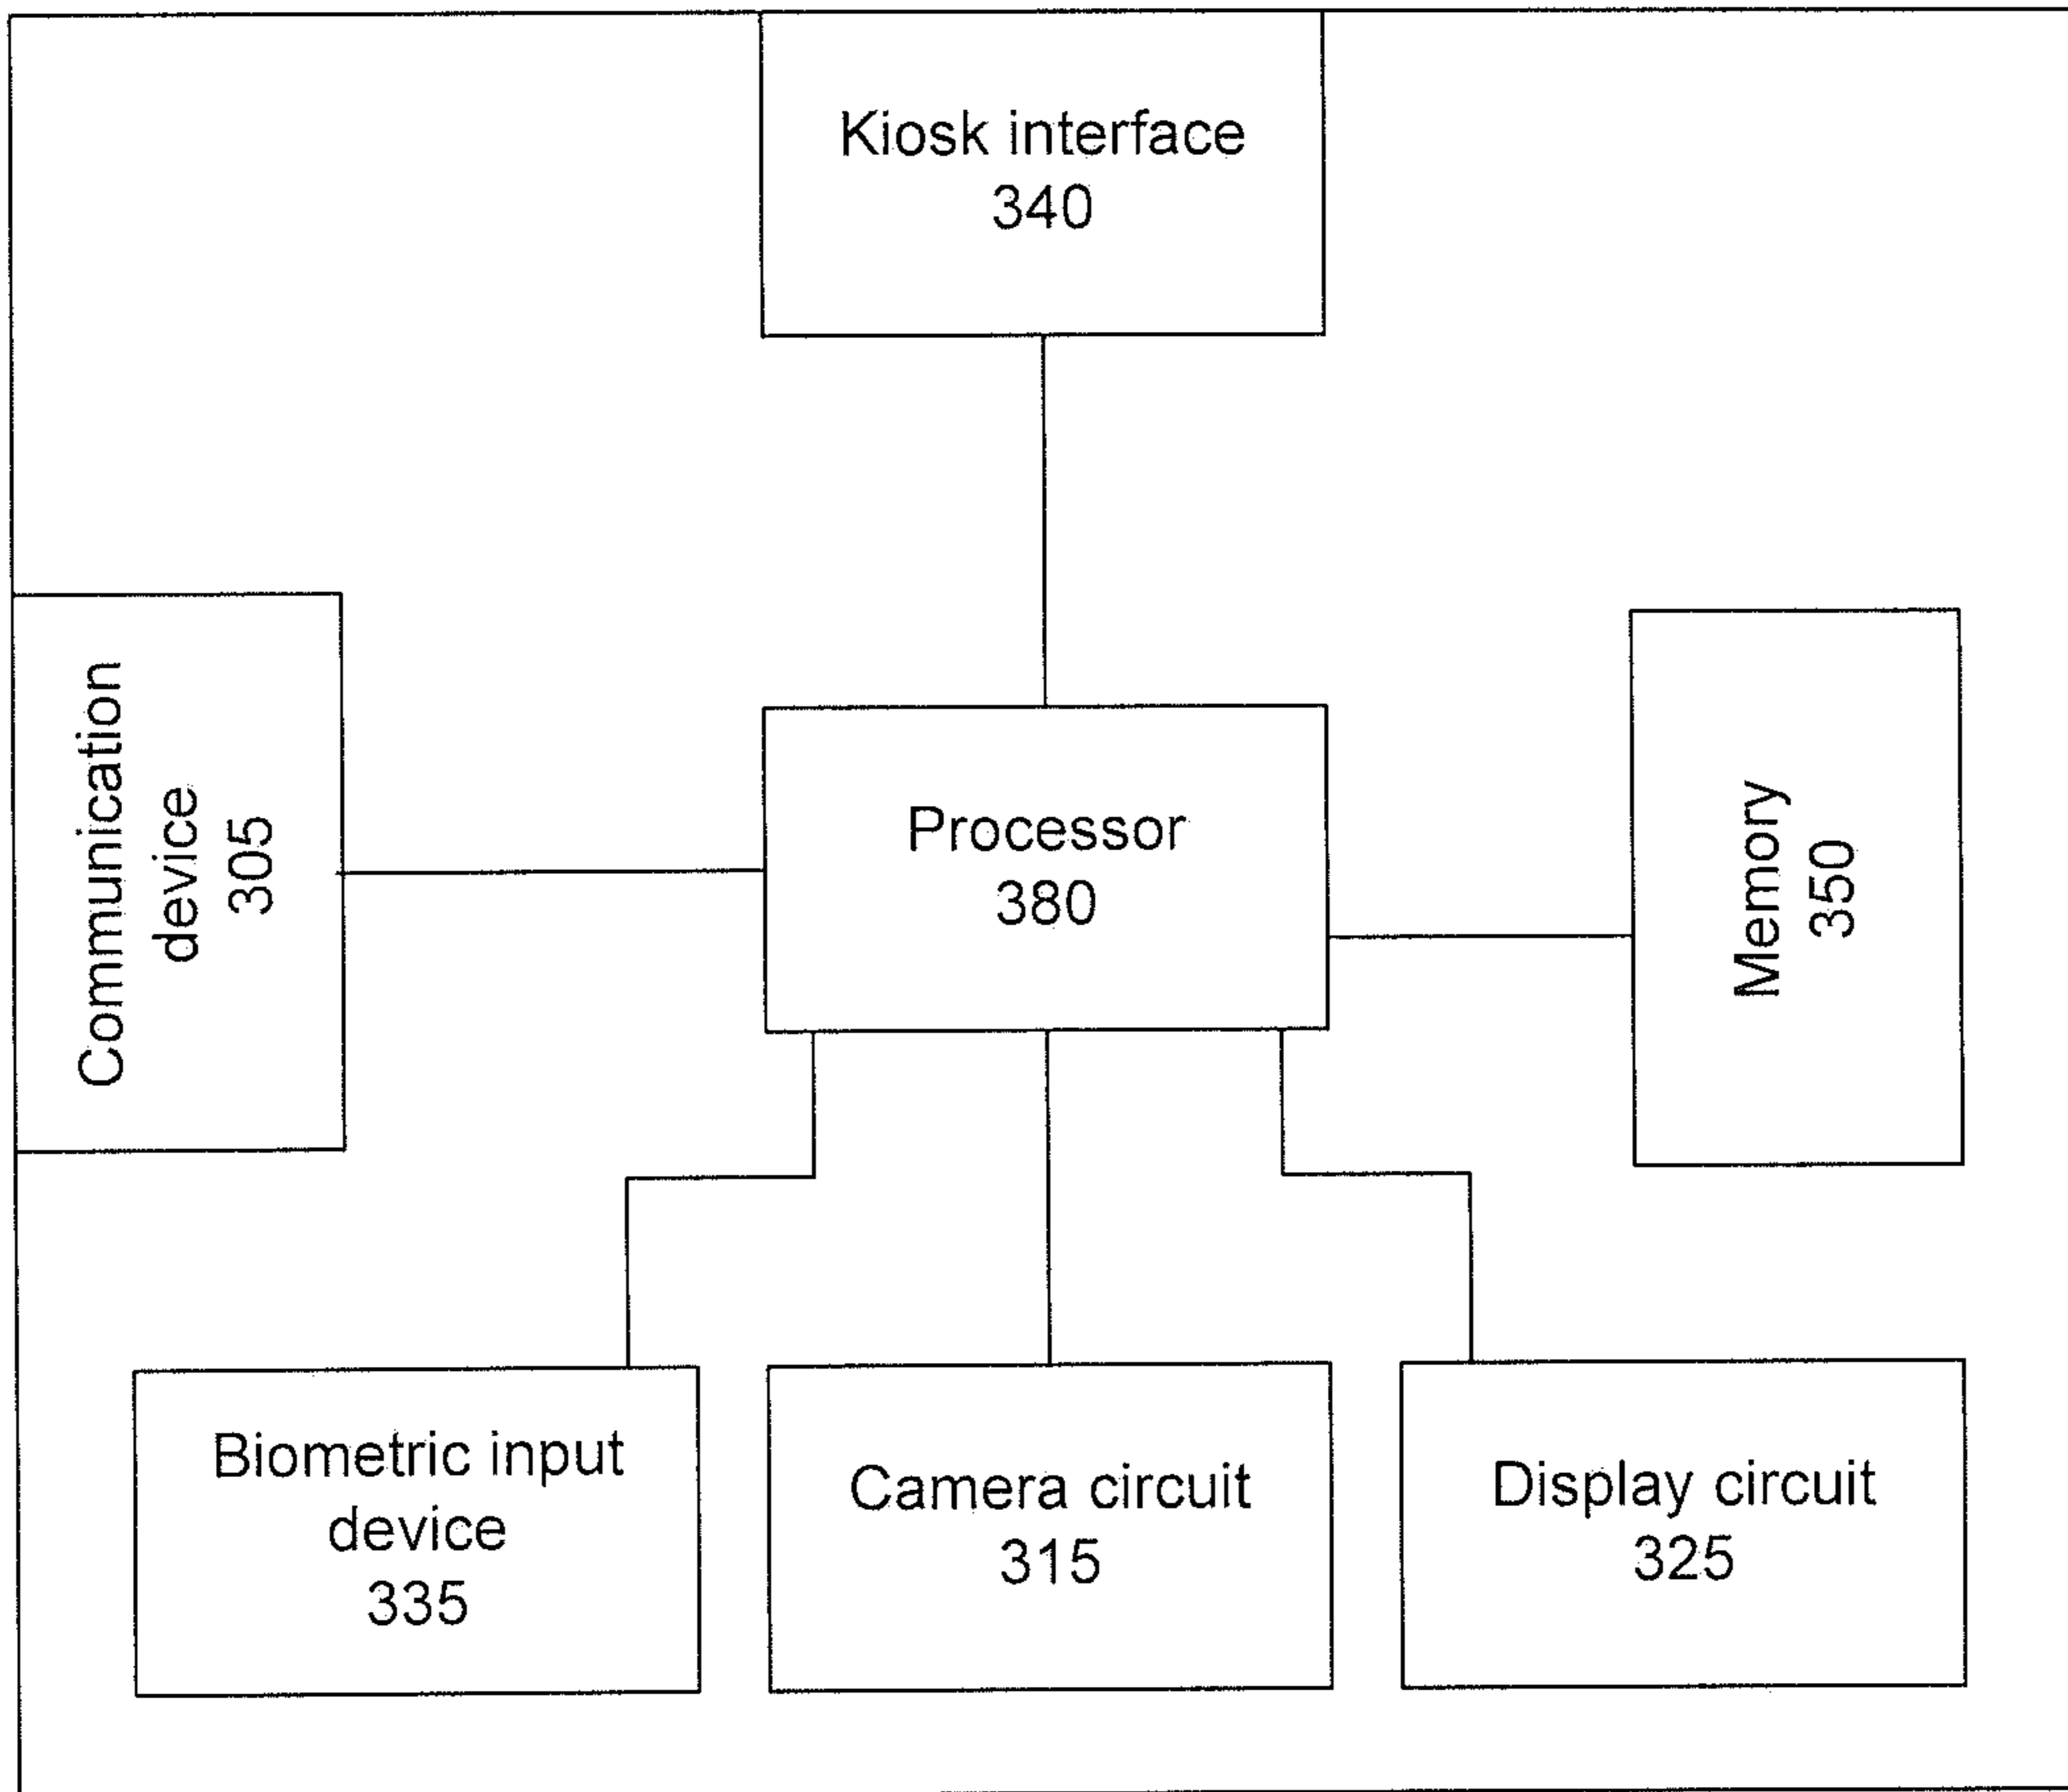 Kiosk interface
340
Communication
device
305
Processor
380
Memory
350
Biometric input
device
335
Camera circuit
315
Display circuit
325